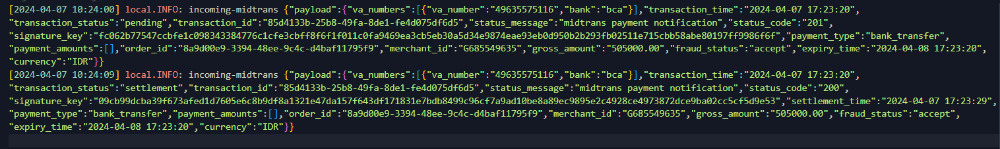 [2024-04-07 10:24:00] local.INFO: incoming-midtrans {"payload":{"va_numbers":[{"va_number":"49635575116","bank":"bca"}],"transaction_time":"2024-04-07 17:23:20",
"transaction_status":"pending","transaction_id":"85d4133b-25b8-49fa-8de1-fe4d075df6d5","status_message":"midtrans payment notification","status_code":"201",
"signature_key":"fc062b77547ccbfe1c098343384776c1cfe3cbff8f6f1f011c0fa9469ea3cb5eb30a5d34e9874eae93eb0d950b2b293fb02511e715cbb58abe80197ff9986f6f","payment_type":"bank_transfer",
"payment_amounts":[],"order_id":"8a9d00e9-3394-48ee-9c4c-d4baf11795f9","merchant_id":"G685549635","gross_amount":"505000.00","fraud_status":"accept","expiry_time":"2024-04-08 17:23:20",
"currency":"IDR"}}
[2024-04-07 10:24:09] local.INFO: incoming-midtrans {"payload":{"va_numbers":[{"va_number":"49635575116","bank":"bca"}],"transaction_time":"2024-04-07 17:23:20",
"transaction_status":"settlement","transaction_id":"85d4133b-25b8-49fa-8de1-fe4d075df6d5","status_message":"midtrans payment notification","status_code":"200",
"signature_key":"09cb99dcba39f673afed1d7605e6c8b9df8a1321e47da157f643df171831e7bdb8499c96cf7a9ad10be8a89ec9895e2c4928ce4973872dce9ba02cc5cf5d9e53","settlement_time":"2024-04-07 17:23:29",
"payment_type":"bank_transfer","payment_amounts":[],"order_id":"8a9d00e9-3394-48ee-9c4c-d4baf11795f9","merchant_id":"G685549635","gross_amount":"505000.00","fraud_status":"accept",
"expiry_time":"2024-04-08 17:23:20","currency":"IDR"}}